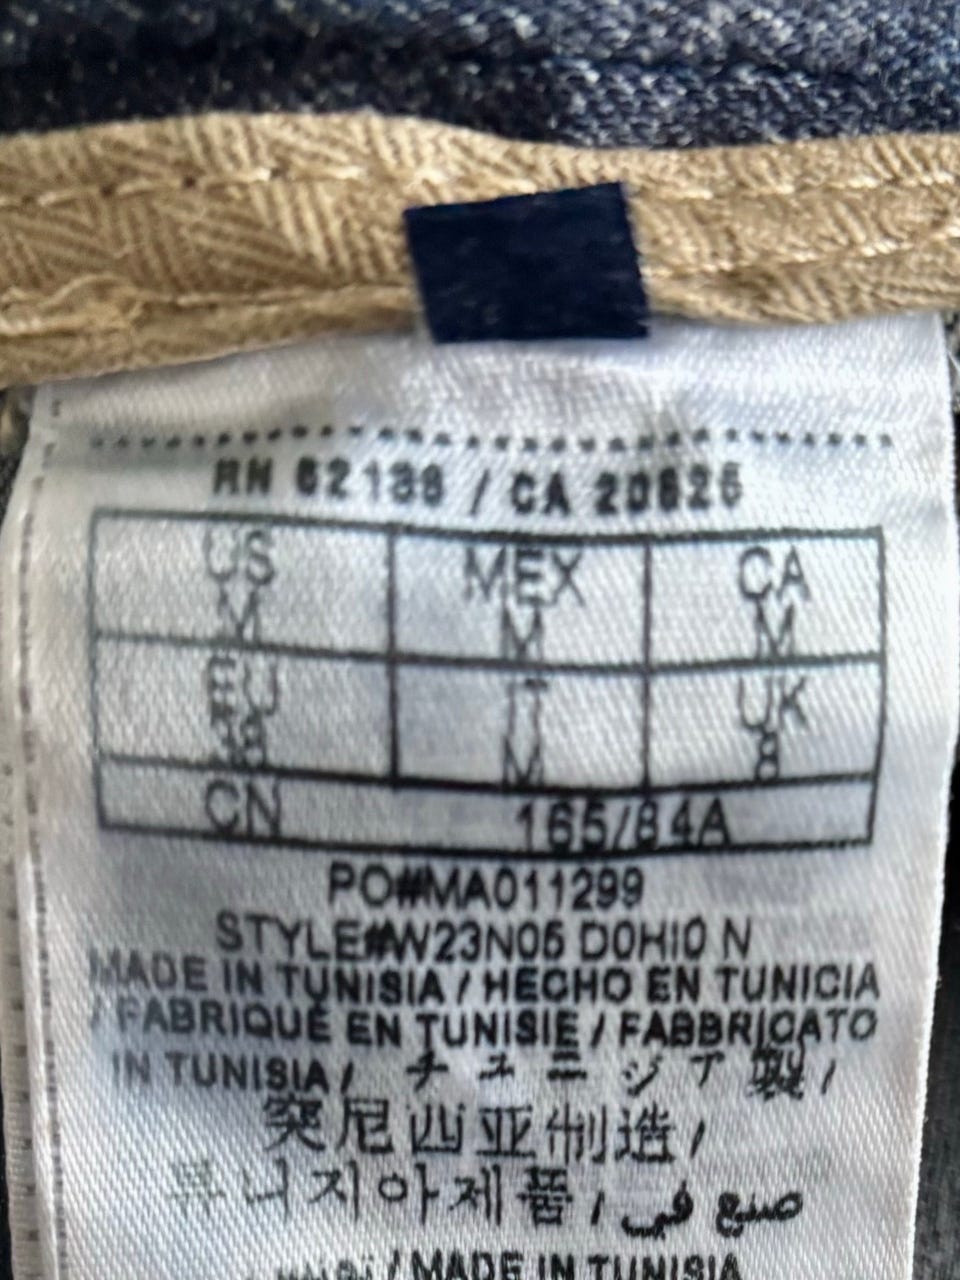 RN 62136 / CA 20626
US MEX CA
M M M
EU IT UK
38 M 8
CN 165/84A
PO#MA011299
STYLE#W23N05 D0HI0 N
MADE IN TUNISIA / HECHO EN TUNICIA
/ FABRIQUÉ EN TUNISIE / FABBRICATO
IN TUNISIA / チュニジア製 /
突尼西亚制造 /
튜니지아제품 / صنيع في
/ MADE IN TUNISIA